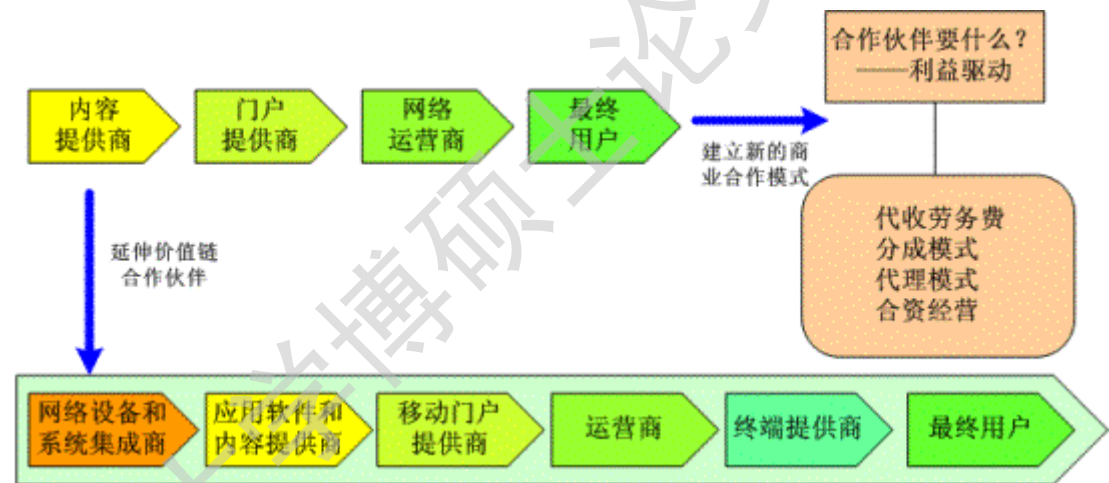 合作伙伴要什么？
——利益驱动
内容
提供商
门户
提供商
网络
运营商
最终
用户
建立新的商
业合作模式
代收劳务费
分成模式
代理模式
合资经营
延伸价值链
合作伙伴
网络设备和
系统集成商
应用软件和
内容提供商
移动门户
提供商
运营商
终端提供商
最终用户
学博硕士论